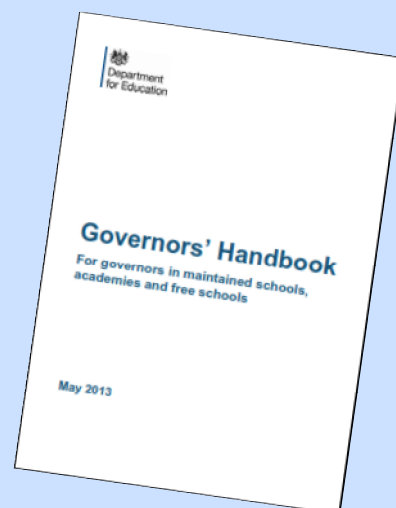 Department
for Education
Governors' Handbook
For governors in maintained schools,
academies and free schools
May 2013